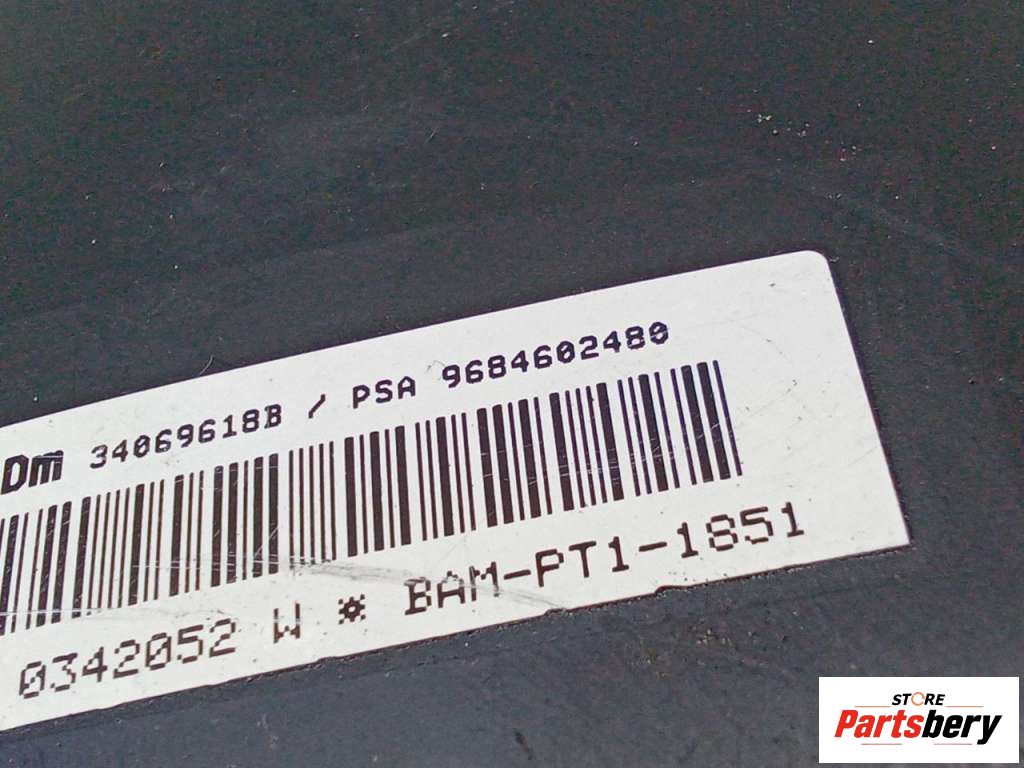 Dm 34069618B / PSA 9684602480
0342052 W * BAM-PT1-1851
STORE
Partsbery